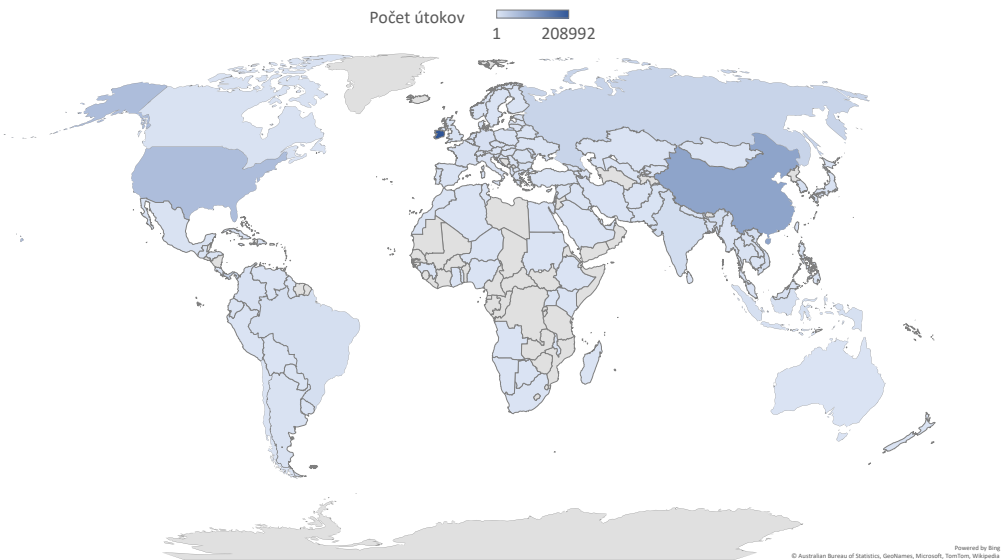 Počet útokov
1 208992
Powered by Bing
© Australian Bureau of Statistics, GeoNames, Microsoft, TomTom, Wikipedia